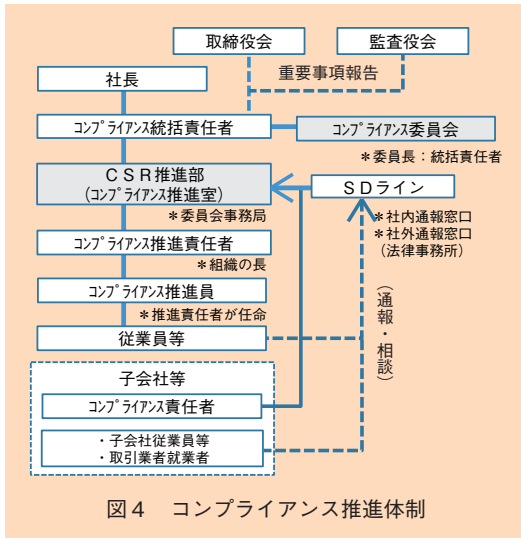 取締役会
監査役会
重要事項報告
社長
コンプライアンス統括責任者
コンプライアンス委員会
＊委員長：統括責任者
ＣＳＲ推進部
（コンプライアンス推進室）
＊委員会事務局
ＳＤライン
＊社内通報窓口
＊社外通報窓口
（法律事務所）
コンプライアンス推進責任者
＊組織の長
コンプライアンス推進員
＊推進責任者が任命
従業員等
（通報・相談）
子会社等
コンプライアンス責任者
・子会社従業員等
・取引業者就業者
図４　コンプライアンス推進体制